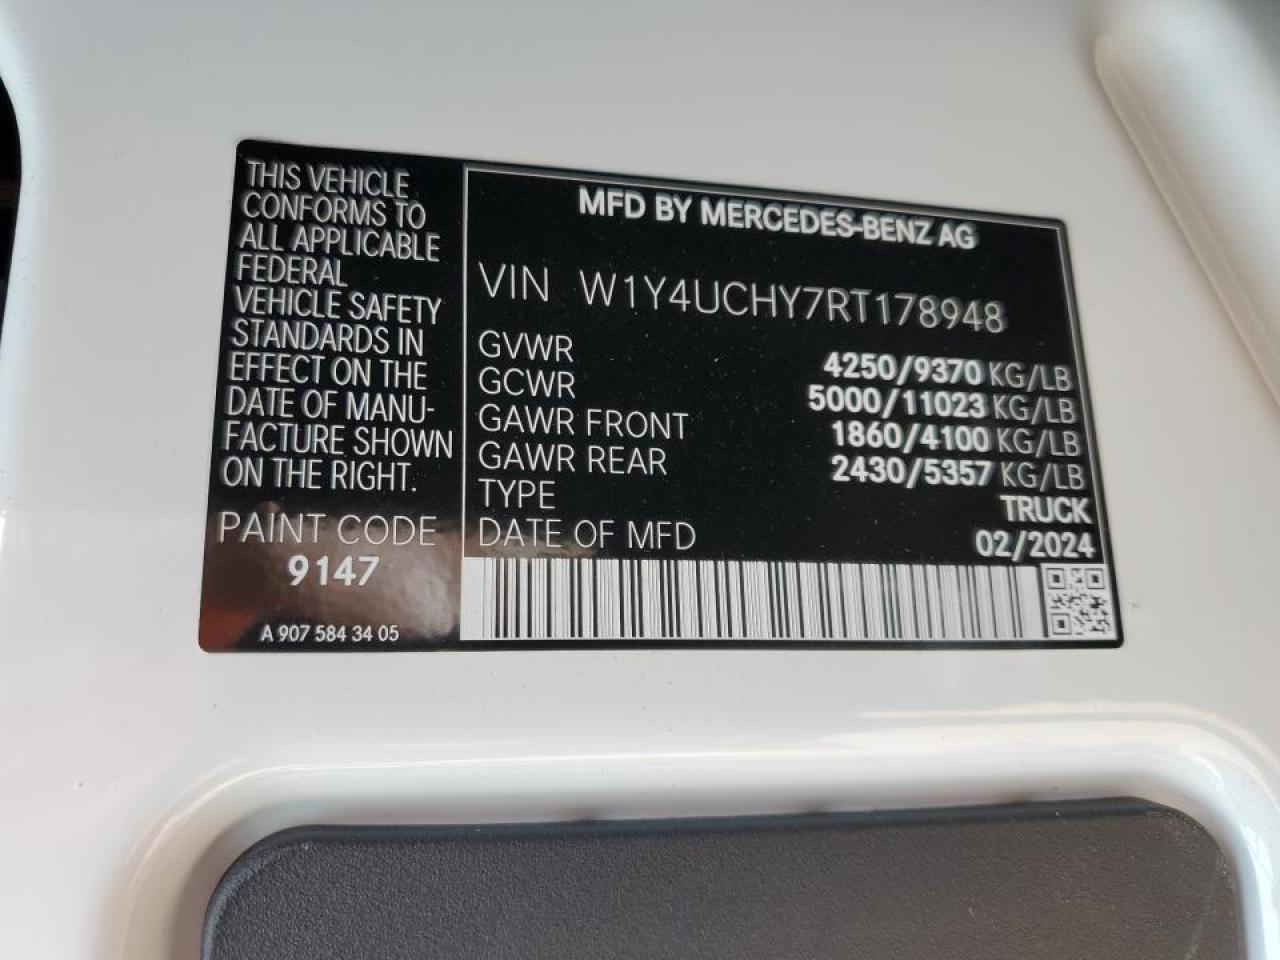 THIS VEHICLE
CONFORMS TO
ALL APPLICABLE
FEDERAL
VEHICLE SAFETY
STANDARDS IN
EFFECT ON THE
DATE OF MANU-
FACTURE SHOWN
ON THE RIGHT.
PAINT CODE
9147
A 907 584 34 05
MFD BY MERCEDES-BENZ AG
VIN W1Y4UCHY7RT178948
GVWR 4250/9370 KG/LB
GCWR 5000/11023 KG/LB
GAWR FRONT 1860/4100 KG/LB
GAWR REAR 2430/5357 KG/LB
TYPE TRUCK
DATE OF MFD 02/2024